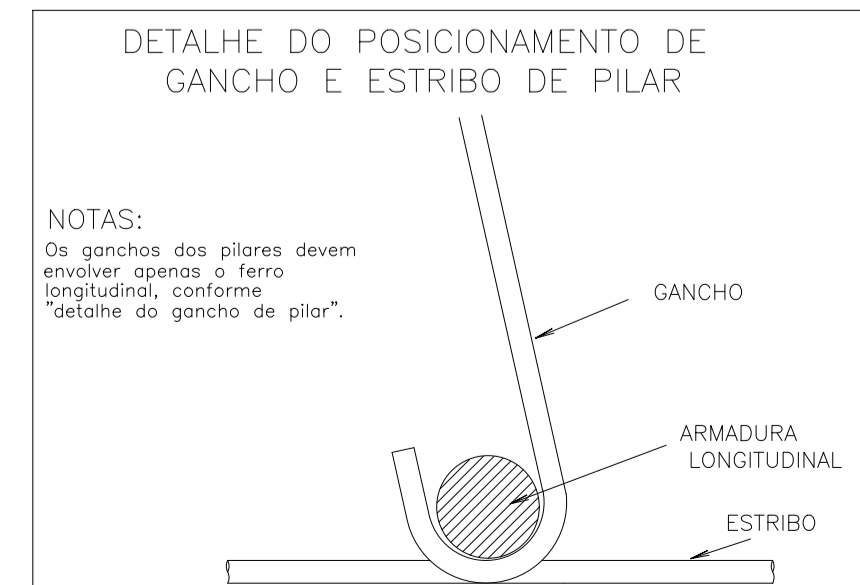 DETALHE DO POSICIONAMENTO DE
GANCHO E ESTRIBO DE PILAR
NOTAS:
Os ganchos dos pilares devem
envolver apenas o ferro
longitudinal, conforme
"detalhe do gancho de pilar".
GANCHO
ARMADURA
LONGITUDINAL
ESTRIBO